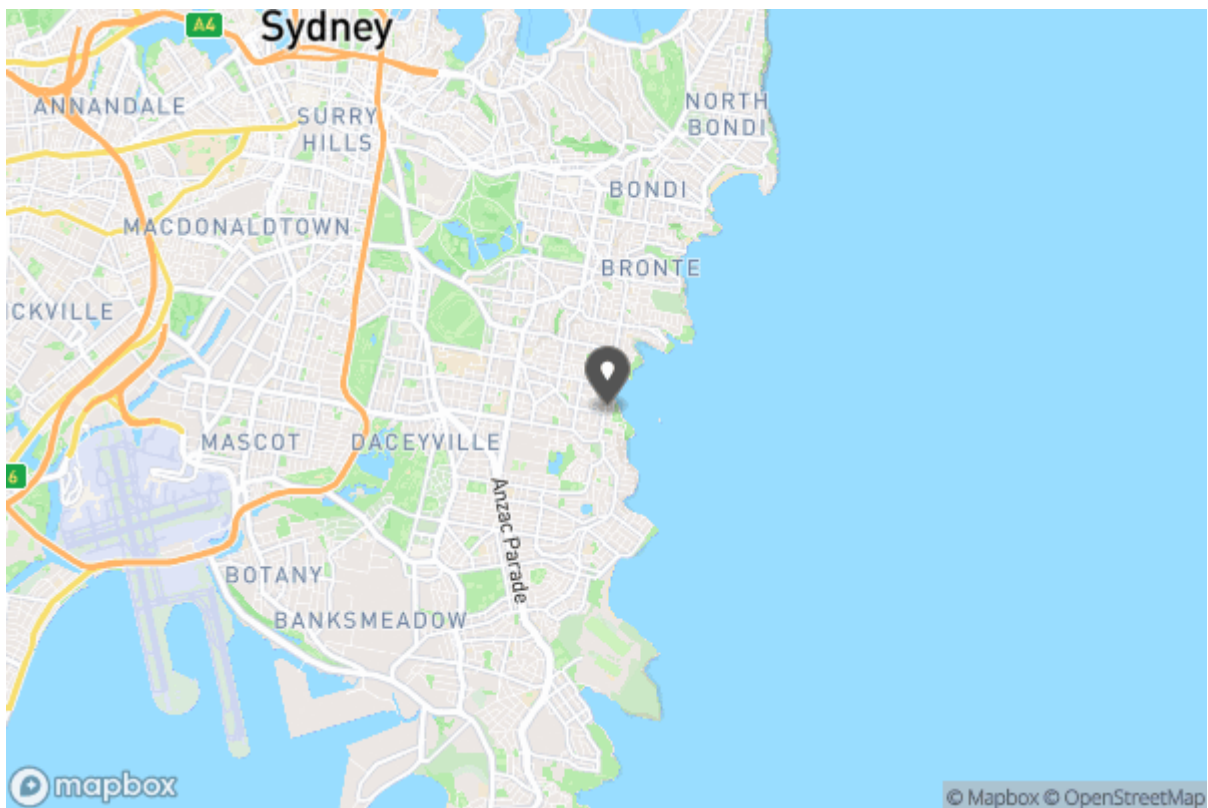 Sydney
A4
ANNANDALE
SURRY
HILLS
NORTH
BONDI
BONDI
MACDONALDTOWN
BRONTE
ICKVILLE
MASCOT
DACEYVILLE
6
Anzac Parade
BOTANY
BANKSMEADOW
mapbox
© Mapbox © OpenStreetMap